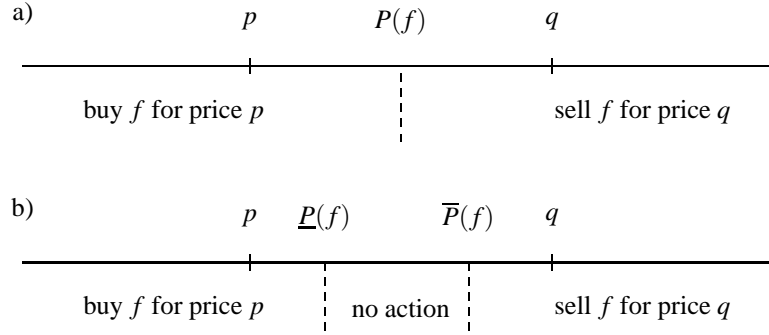 a)
p P(f) q
buy f for price p sell f for price q
b)
p P̲(f) P̅(f) q
buy f for price p no action sell f for price q